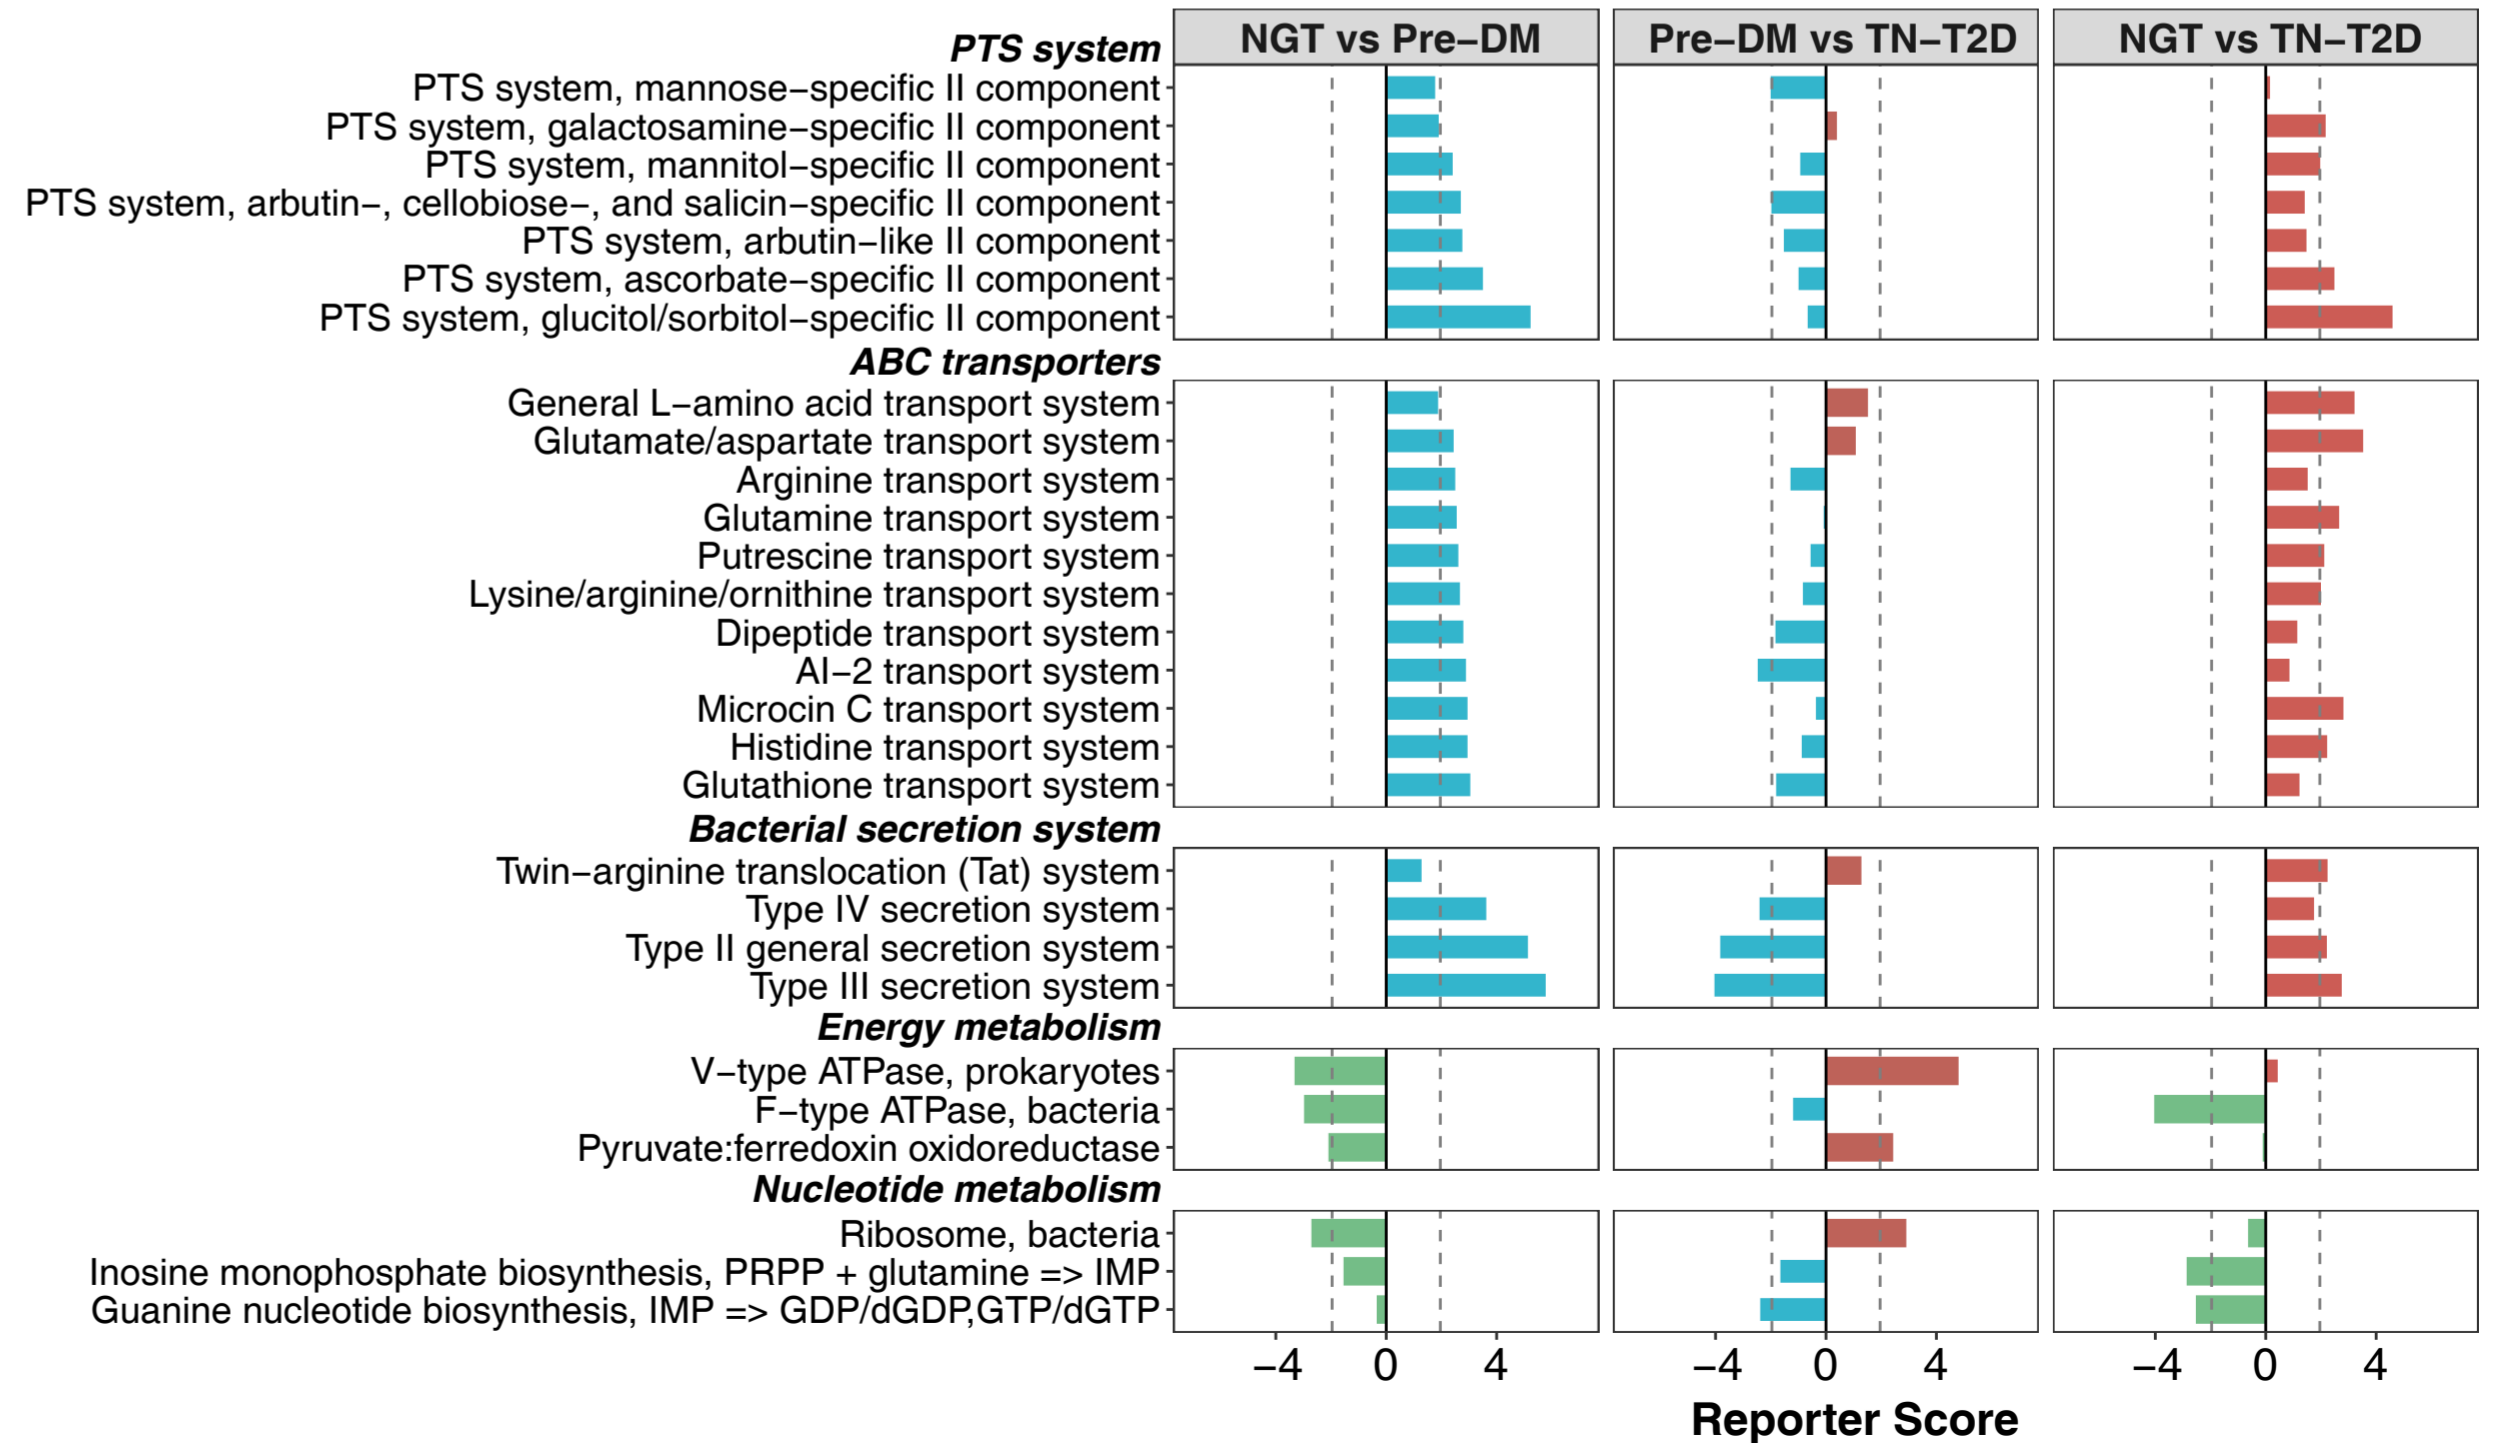 NGT vs Pre−DM
Pre−DM vs TN−T2D
NGT vs TN−T2D
PTS system
PTS system, mannose−specific II component
PTS system, galactosamine−specific II component
PTS system, mannitol−specific II component
PTS system, arbutin−, cellobiose−, and salicin−specific II component
PTS system, arbutin−like II component
PTS system, ascorbate−specific II component
PTS system, glucitol/sorbitol−specific II component
ABC transporters
General L−amino acid transport system
Glutamate/aspartate transport system
Arginine transport system
Glutamine transport system
Putrescine transport system
Lysine/arginine/ornithine transport system
Dipeptide transport system
AI−2 transport system
Microcin C transport system
Histidine transport system
Glutathione transport system
Bacterial secretion system
Twin−arginine translocation (Tat) system
Type IV secretion system
Type II general secretion system
Type III secretion system
Energy metabolism
V−type ATPase, prokaryotes
F−type ATPase, bacteria
Pyruvate:ferredoxin oxidoreductase
Nucleotide metabolism
Ribosome, bacteria
Inosine monophosphate biosynthesis, PRPP + glutamine => IMP
Guanine nucleotide biosynthesis, IMP => GDP/dGDP,GTP/dGTP
−4 0 4 −4 0 4 −4 0 4
Reporter Score